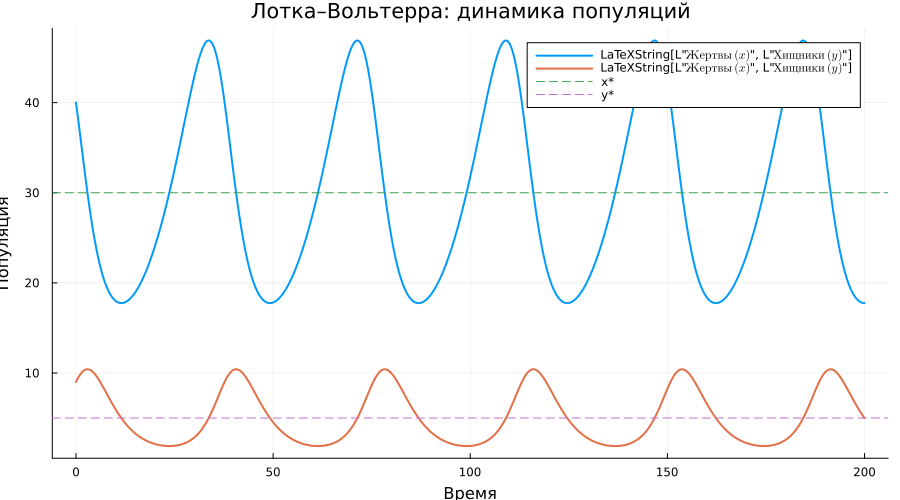 Лотка–Вольтерра: динамика популяций
LaTeXString[L"Жертвы (x)", L"Хищники (y)"]
LaTeXString[L"Жертвы (x)", L"Хищники (y)"]
x*
y*
Популяция
40
30
20
10
0
50
100
150
200
Время